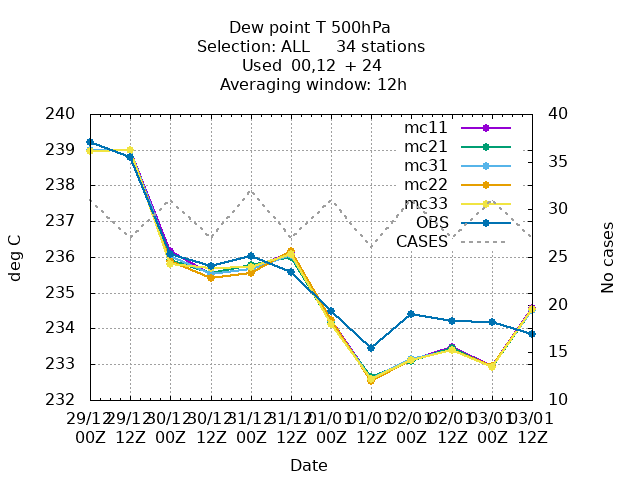 Dew point T 500hPa
Selection: ALL 34 stations
Used 00,12 + 24
Averaging window: 12h
240
239
238
237
236
235
234
233
232
40
35
30
25
20
15
10
deg C
No cases
mc11
mc21
mc31
mc22
mc33
OBS
CASES
29/12 29/12 30/12 30/12 31/12 31/12 01/01 01/01 02/01 02/01 03/01 03/01
00Z 12Z 00Z 12Z 00Z 12Z 00Z 12Z 00Z 12Z 00Z 12Z
Date